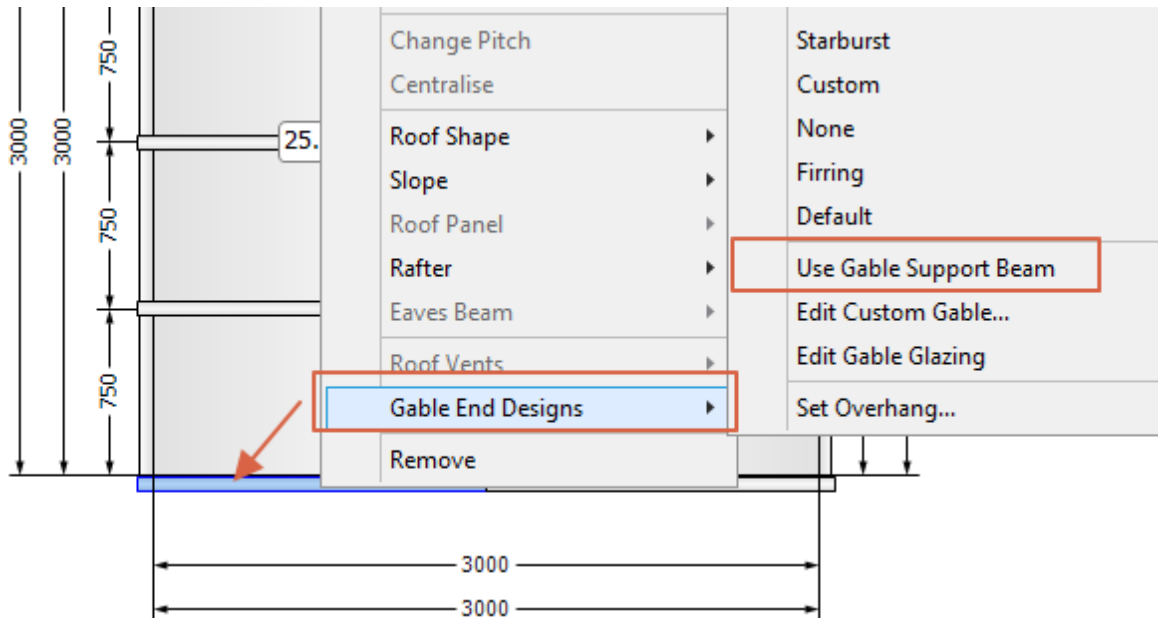 Change Pitch
Centralise
Roof Shape
Slope
Roof Panel
Rafter
Eaves Beam
Roof Vents
Gable End Designs
Remove
Starburst
Custom
None
Firring
Default
Use Gable Support Beam
Edit Custom Gable...
Edit Gable Glazing
Set Overhang...
3000
3000
750
750
750
25.
3000
3000